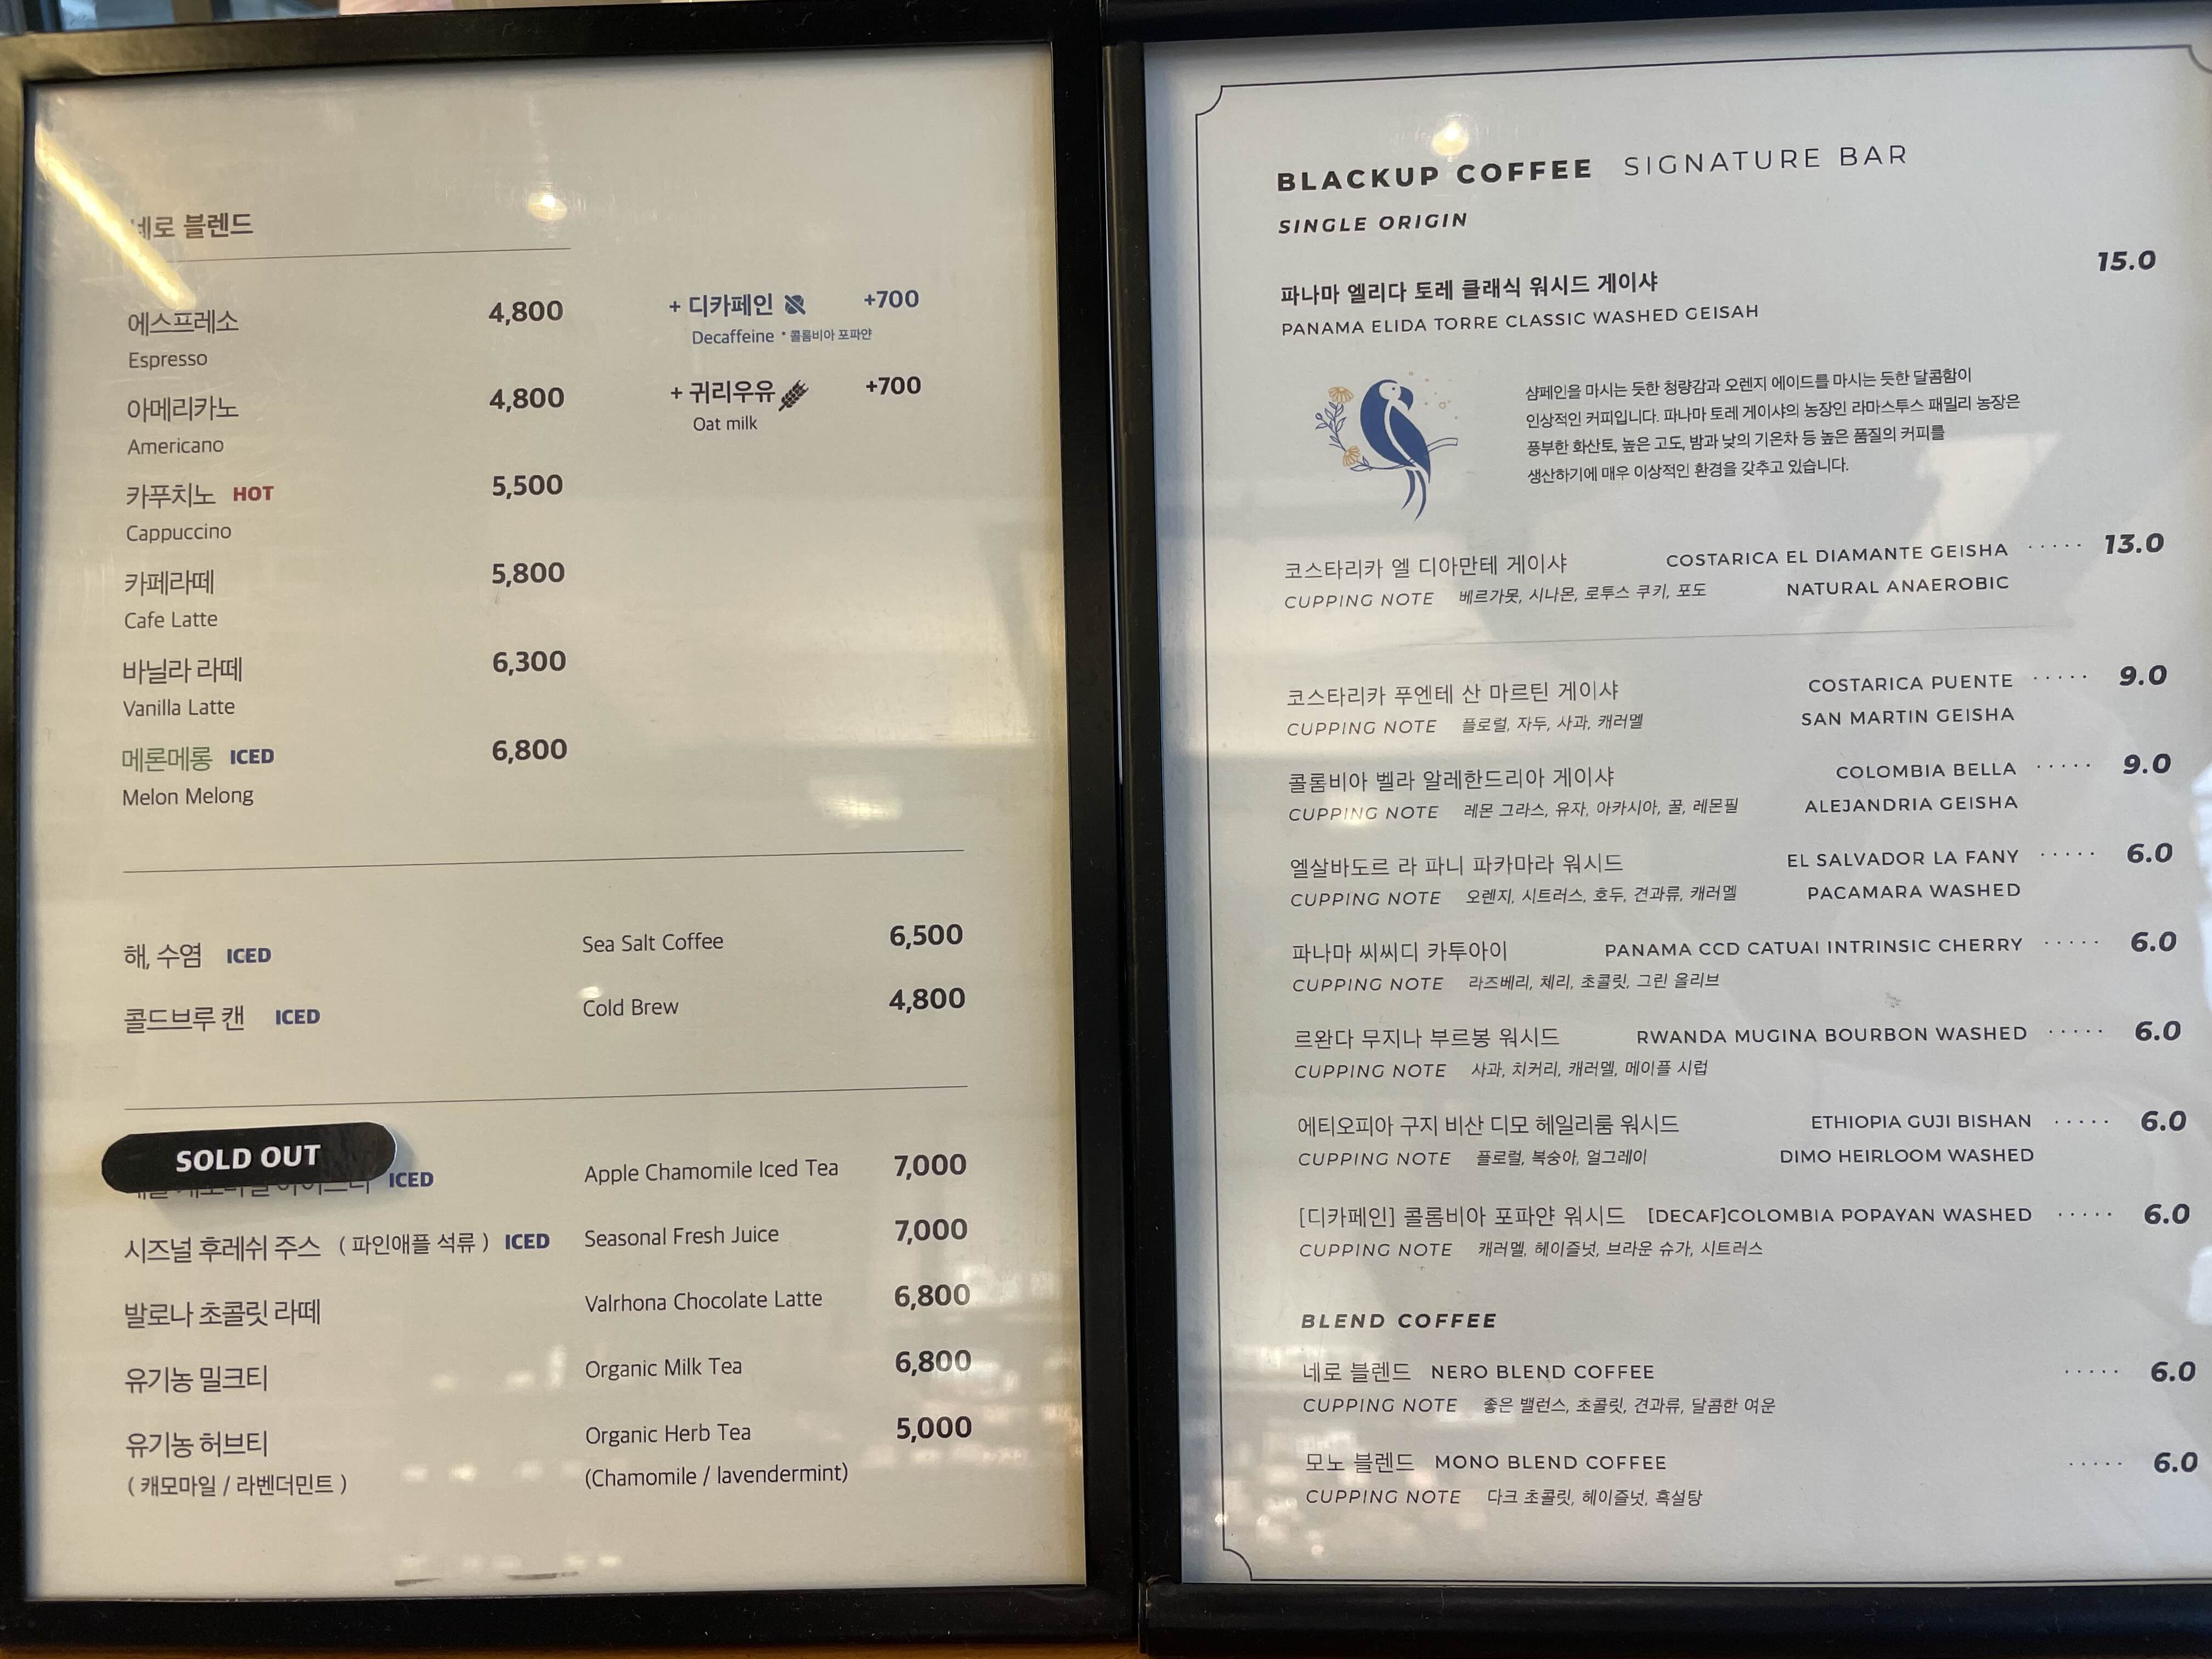 네로 블렌드
에스프레소 4,800
Espresso
아메리카노 4,800
Americano
카푸치노 HOT 5,500
Cappuccino
카페라떼 5,800
Cafe Latte
바닐라 라떼 6,300
Vanilla Latte
메론메롱 ICED 6,800
Melon Melong
+ 디카페인 +700
Decaffeine * 콜롬비아 포파얀
+ 귀리우유 +700
Oat milk
해, 수염 ICED Sea Salt Coffee 6,500
콜드브루 캔 ICED Cold Brew 4,800
SOLD OUT
ICED Apple Chamomile Iced Tea 7,000
시즈널 후레쉬 주스 ( 파인애플 석류 ) ICED Seasonal Fresh Juice 7,000
발로나 초콜릿 라떼 Valrhona Chocolate Latte 6,800
유기농 밀크티 Organic Milk Tea 6,800
유기농 허브티 Organic Herb Tea 5,000
( 캐모마일 / 라벤더민트 ) (Chamomile / lavendermint)
BLACKUP COFFEE SIGNATURE BAR
SINGLE ORIGIN
파나마 엘리다 토레 클래식 워시드 게이샤 15.0
PANAMA ELIDA TORRE CLASSIC WASHED GEISAH
샴페인을 마시는 듯한 청량감과 오렌지 에이드를 마시는 듯한 달콤함이
인상적인 커피입니다. 파나마 토레 게이샤의 농장인 라마스투스 패밀리 농장은
풍부한 화산토, 높은 고도, 밤과 낮의 기온차 등 높은 품질의 커피를
생산하기에 매우 이상적인 환경을 갖추고 있습니다.
코스타리카 엘 디아만테 게이샤 COSTARICA EL DIAMANTE GEISHA ····· 13.0
CUPPING NOTE 베르가못, 시나몬, 로투스 쿠키, 포도 NATURAL ANAEROBIC
코스타리카 푸엔테 산 마르틴 게이샤 COSTARICA PUENTE ····· 9.0
CUPPING NOTE 플로럴, 자두, 사과, 캐러멜 SAN MARTIN GEISHA
콜롬비아 벨라 알레한드리아 게이샤 COLOMBIA BELLA ····· 9.0
CUPPING NOTE 레몬 그라스, 유자, 아카시아, 꿀, 레몬필 ALEJANDRIA GEISHA
엘살바도르 라 파니 파카마라 워시드 EL SALVADOR LA FANY ····· 6.0
CUPPING NOTE 오렌지, 시트러스, 호두, 견과류, 캐러멜 PACAMARA WASHED
파나마 씨씨디 카투아이 PANAMA CCD CATUAI INTRINSIC CHERRY ····· 6.0
CUPPING NOTE 라즈베리, 체리, 초콜릿, 그린 올리브
르완다 무지나 부르봉 워시드 RWANDA MUGINA BOURBON WASHED ····· 6.0
CUPPING NOTE 사과, 치커리, 캐러멜, 메이플 시럽
에티오피아 구지 비산 디모 헤일리룸 워시드 ETHIOPIA GUJI BISHAN ····· 6.0
CUPPING NOTE 플로럴, 복숭아, 얼그레이 DIMO HEIRLOOM WASHED
[디카페인] 콜롬비아 포파얀 워시드 [DECAF]COLOMBIA POPAYAN WASHED ····· 6.0
CUPPING NOTE 캐러멜, 헤이즐넛, 브라운 슈가, 시트러스
BLEND COFFEE
네로 블렌드 NERO BLEND COFFEE ····· 6.0
CUPPING NOTE 좋은 밸런스, 초콜릿, 견과류, 달콤한 여운
모노 블렌드 MONO BLEND COFFEE ····· 6.0
CUPPING NOTE 다크 초콜릿, 헤이즐넛, 흑설탕